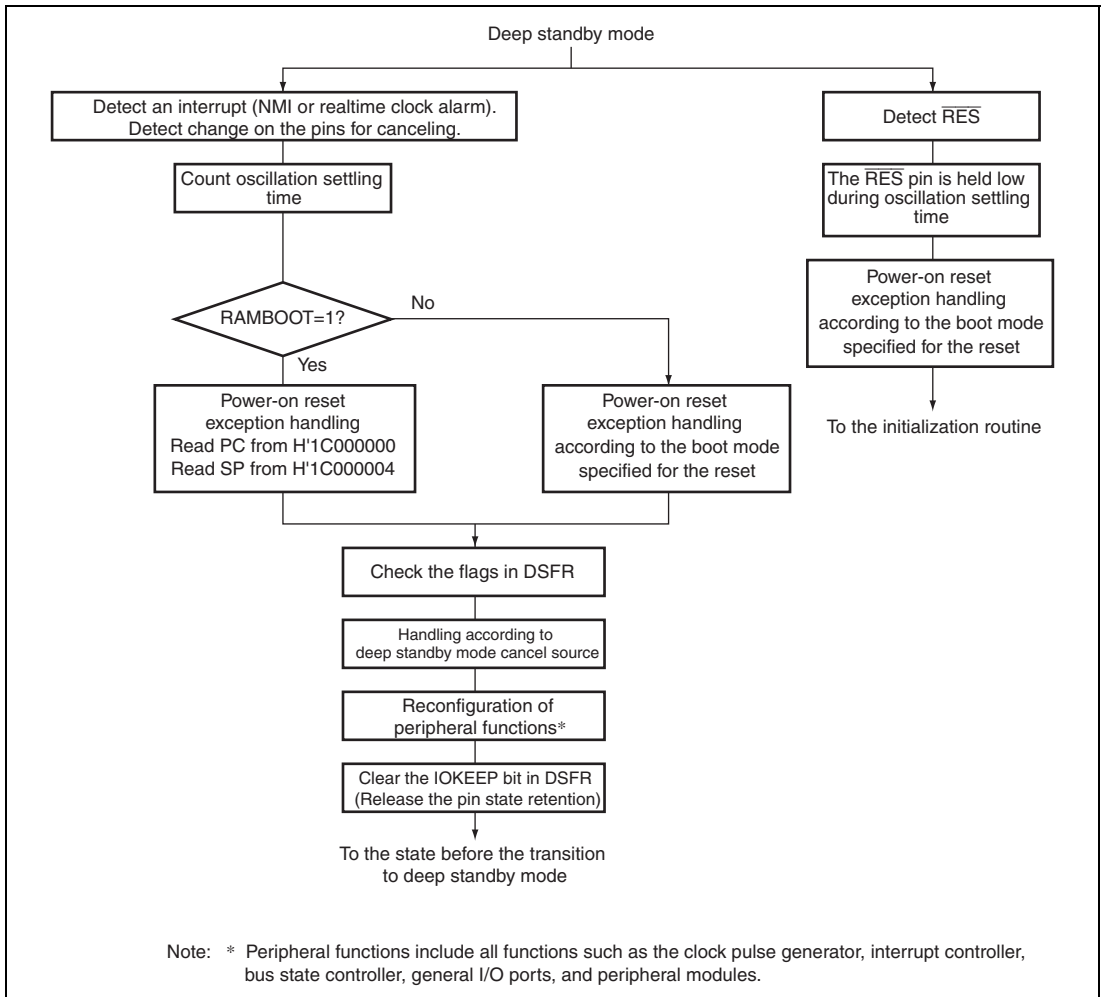 Deep standby mode
Detect an interrupt (NMI or realtime clock alarm).
Detect change on the pins for canceling.
Count oscillation settling
time
RAMBOOT=1?
No
Yes
Power-on reset
exception handling
Read PC from H'1C000000
Read SP from H'1C000004
Power-on reset
exception handling
according to the boot mode
specified for the reset
Detect RES
The RES pin is held low
during oscillation settling
time
Power-on reset
exception handling
according to the boot mode
specified for the reset
To the initialization routine
Check the flags in DSFR
Handling according to
deep standby mode cancel source
Reconfiguration of
peripheral functions*
Clear the IOKEEP bit in DSFR
(Release the pin state retention)
To the state before the transition
to deep standby mode
Note: * Peripheral functions include all functions such as the clock pulse generator, interrupt controller,
bus state controller, general I/O ports, and peripheral modules.